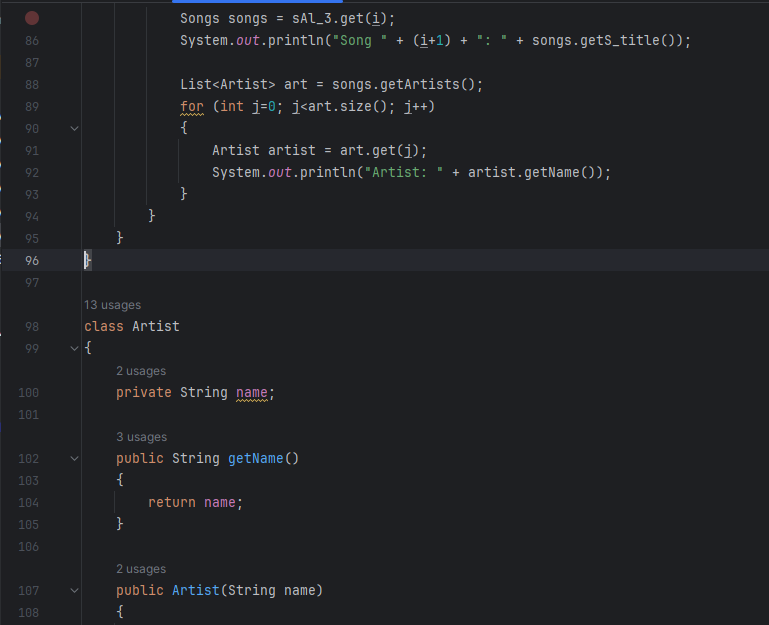 Songs songs = sAl_3.get(i);
86 System.out.println("Song " + (i+1) + ": " + songs.getS_title());
87
88 List<Artist> art = songs.getArtists();
89 for (int j=0; j<art.size(); j++)
90 {
91 Artist artist = art.get(j);
92 System.out.println("Artist: " + artist.getName());
93 }
94 }
95 }
96 }
97
13 usages
98 class Artist
99 {
2 usages
100 private String name;
101
3 usages
102 public String getName()
103 {
104 return name;
105 }
106
2 usages
107 public Artist(String name)
108 {